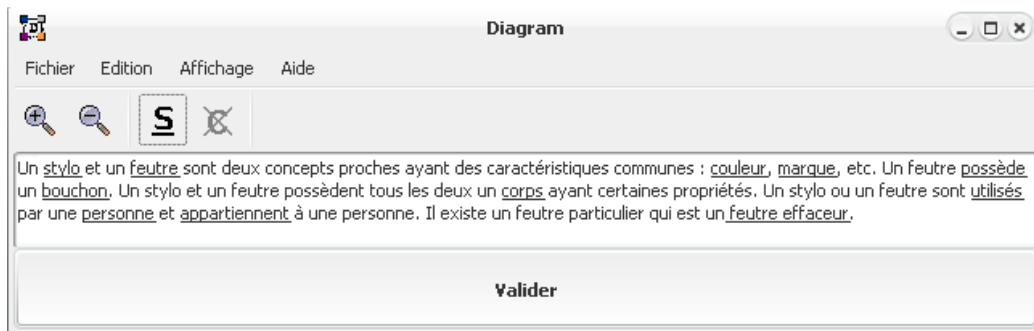 Diagram
Fichier Edition Affichage Aide
S C
Un stylo et un feutre sont deux concepts proches ayant des caractéristiques communes : couleur, marque, etc. Un feutre possède
un bouchon. Un stylo et un feutre possèdent tous les deux un corps ayant certaines propriétés. Un stylo ou un feutre sont utilisés
par une personne et appartiennent à une personne. Il existe un feutre particulier qui est un feutre effaceur.
Valider